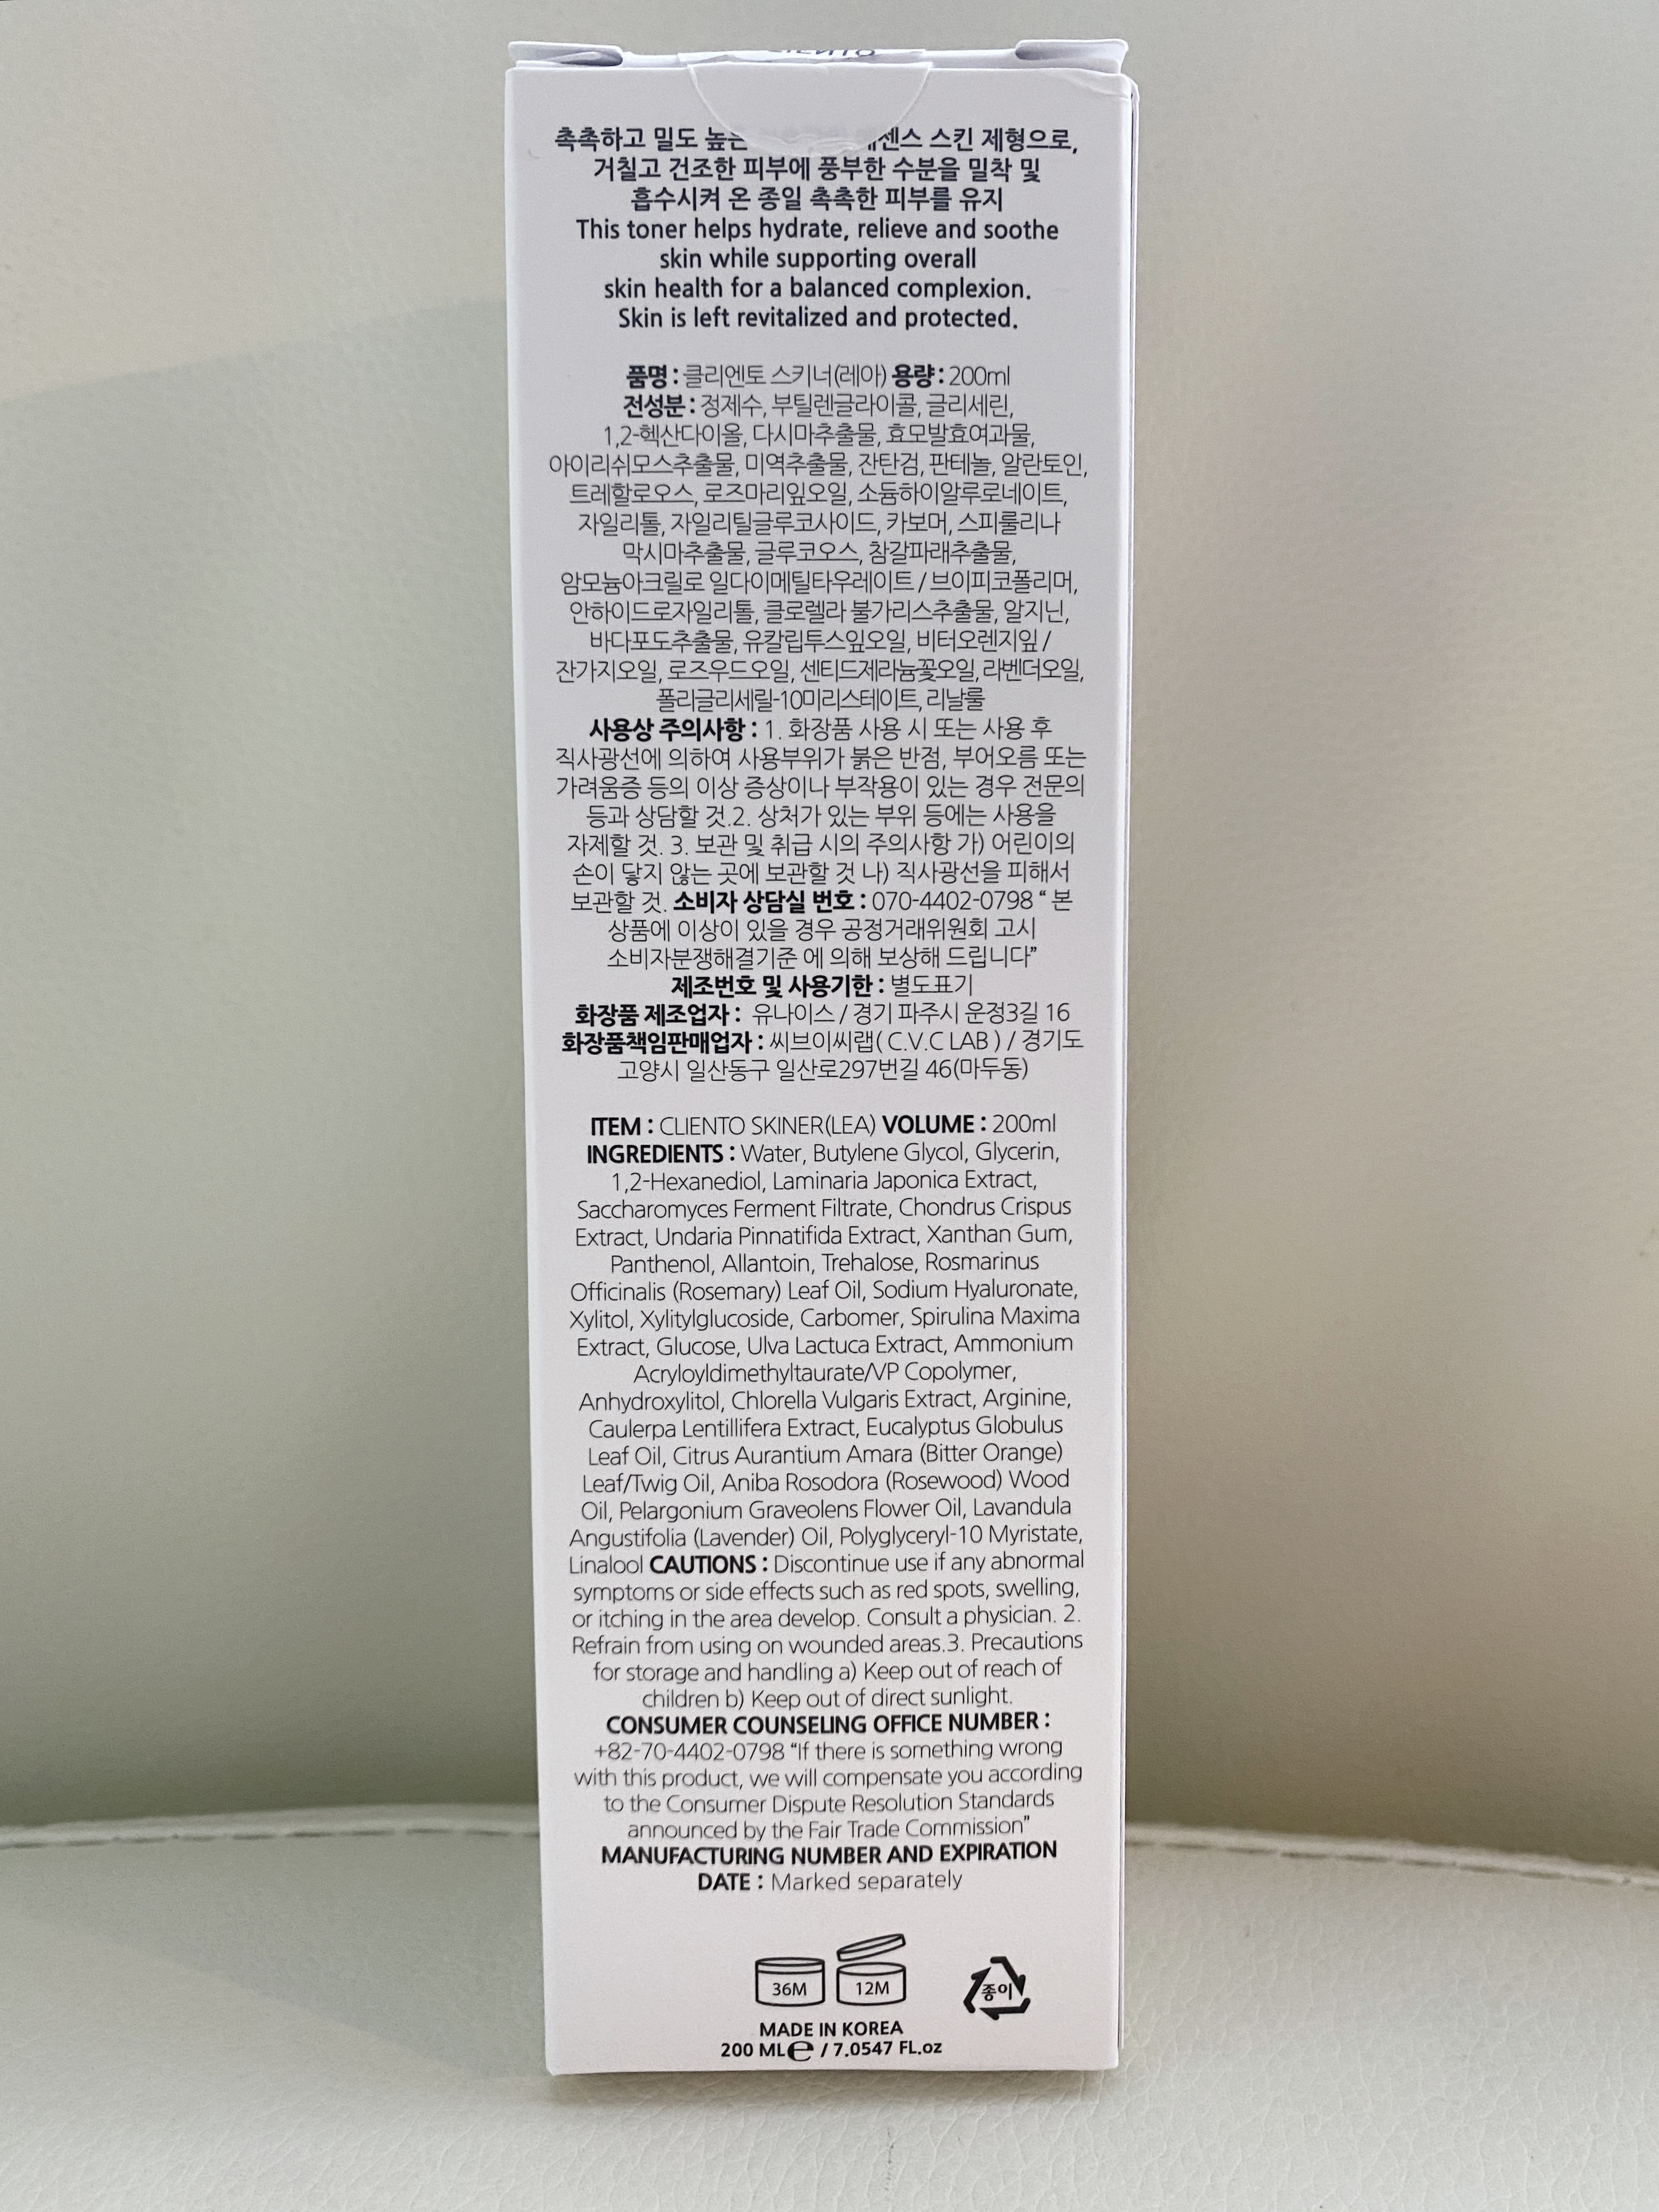 촉촉하고 밀도 높은 스킨 제형으로,
거칠고 건조한 피부에 풍부한 수분을 밀착 및
흡수시켜 온 종일 촉촉한 피부를 유지
This toner helps hydrate, relieve and soothe
skin while supporting overall
skin health for a balanced complexion.
Skin is left revitalized and protected.
품명 : 클리엔토 스키너(레아) 용량 : 200ml
전성분 : 정제수, 부틸렌글라이콜, 글리세린,
1,2-헥산다이올, 다시마추출물, 효모발효여과물,
아이리쉬모스추출물, 미역추출물, 잔탄검, 판테놀, 알란토인,
트레할로오스, 로즈마리잎오일, 소듐하이알루로네이트,
자일리톨, 자일리틸글루코사이드, 카보머, 스피룰리나
막시마추출물, 글루코오스, 참갈파래추출물,
암모늄아크릴로 일다이메틸타우레이트 / 브이피코폴리머,
안하이드로자일리톨, 클로렐라 불가리스추출물, 알지닌,
바다포도추출물, 유칼립투스잎오일, 비터오렌지잎 /
잔가지오일, 로즈우드오일, 센티드제라늄꽃오일, 라벤더오일,
폴리글리세릴-10미리스테이트, 리날룰
사용상 주의사항 : 1. 화장품 사용 시 또는 사용 후
직사광선에 의하여 사용부위가 붉은 반점, 부어오름 또는
가려움증 등의 이상 증상이나 부작용이 있는 경우 전문의
등과 상담할 것.2. 상처가 있는 부위 등에는 사용을
자제할 것. 3. 보관 및 취급 시의 주의사항 가) 어린이의
손이 닿지 않는 곳에 보관할 것 나) 직사광선을 피해서
보관할 것. 소비자 상담실 번호 : 070-4402-0798 “ 본
상품에 이상이 있을 경우 공정거래위원회 고시
소비자분쟁해결기준 에 의해 보상해 드립니다”
제조번호 및 사용기한 : 별도표기
화장품 제조업자 : 유나이스 / 경기 파주시 운정3길 16
화장품책임판매업자 : 씨브이씨랩( C.V.C LAB ) / 경기도
고양시 일산동구 일산로297번길 46(마두동)
ITEM : CLIENTO SKINER(LEA) VOLUME : 200ml
INGREDIENTS : Water, Butylene Glycol, Glycerin,
1,2-Hexanediol, Laminaria Japonica Extract,
Saccharomyces Ferment Filtrate, Chondrus Crispus
Extract, Undaria Pinnatifida Extract, Xanthan Gum,
Panthenol, Allantoin, Trehalose, Rosmarinus
Officinalis (Rosemary) Leaf Oil, Sodium Hyaluronate,
Xylitol, Xylitylglucoside, Carbomer, Spirulina Maxima
Extract, Glucose, Ulva Lactuca Extract, Ammonium
Acryloyldimethyltaurate/VP Copolymer,
Anhydroxylitol, Chlorella Vulgaris Extract, Arginine,
Caulerpa Lentillifera Extract, Eucalyptus Globulus
Leaf Oil, Citrus Aurantium Amara (Bitter Orange)
Leaf/Twig Oil, Aniba Rosodora (Rosewood) Wood
Oil, Pelargonium Graveolens Flower Oil, Lavandula
Angustifolia (Lavender) Oil, Polyglyceryl-10 Myristate,
Linalool CAUTIONS : Discontinue use if any abnormal
symptoms or side effects such as red spots, swelling,
or itching in the area develop. Consult a physician. 2.
Refrain from using on wounded areas.3. Precautions
for storage and handling a) Keep out of reach of
children b) Keep out of direct sunlight.
CONSUMER COUNSELING OFFICE NUMBER :
+82-70-4402-0798 “If there is something wrong
with this product, we will compensate you according
to the Consumer Dispute Resolution Standards
announced by the Fair Trade Commission”
MANUFACTURING NUMBER AND EXPIRATION
DATE : Marked separately
36M 12M 종이
MADE IN KOREA
200 ML℮ / 7.0547 FL.oz